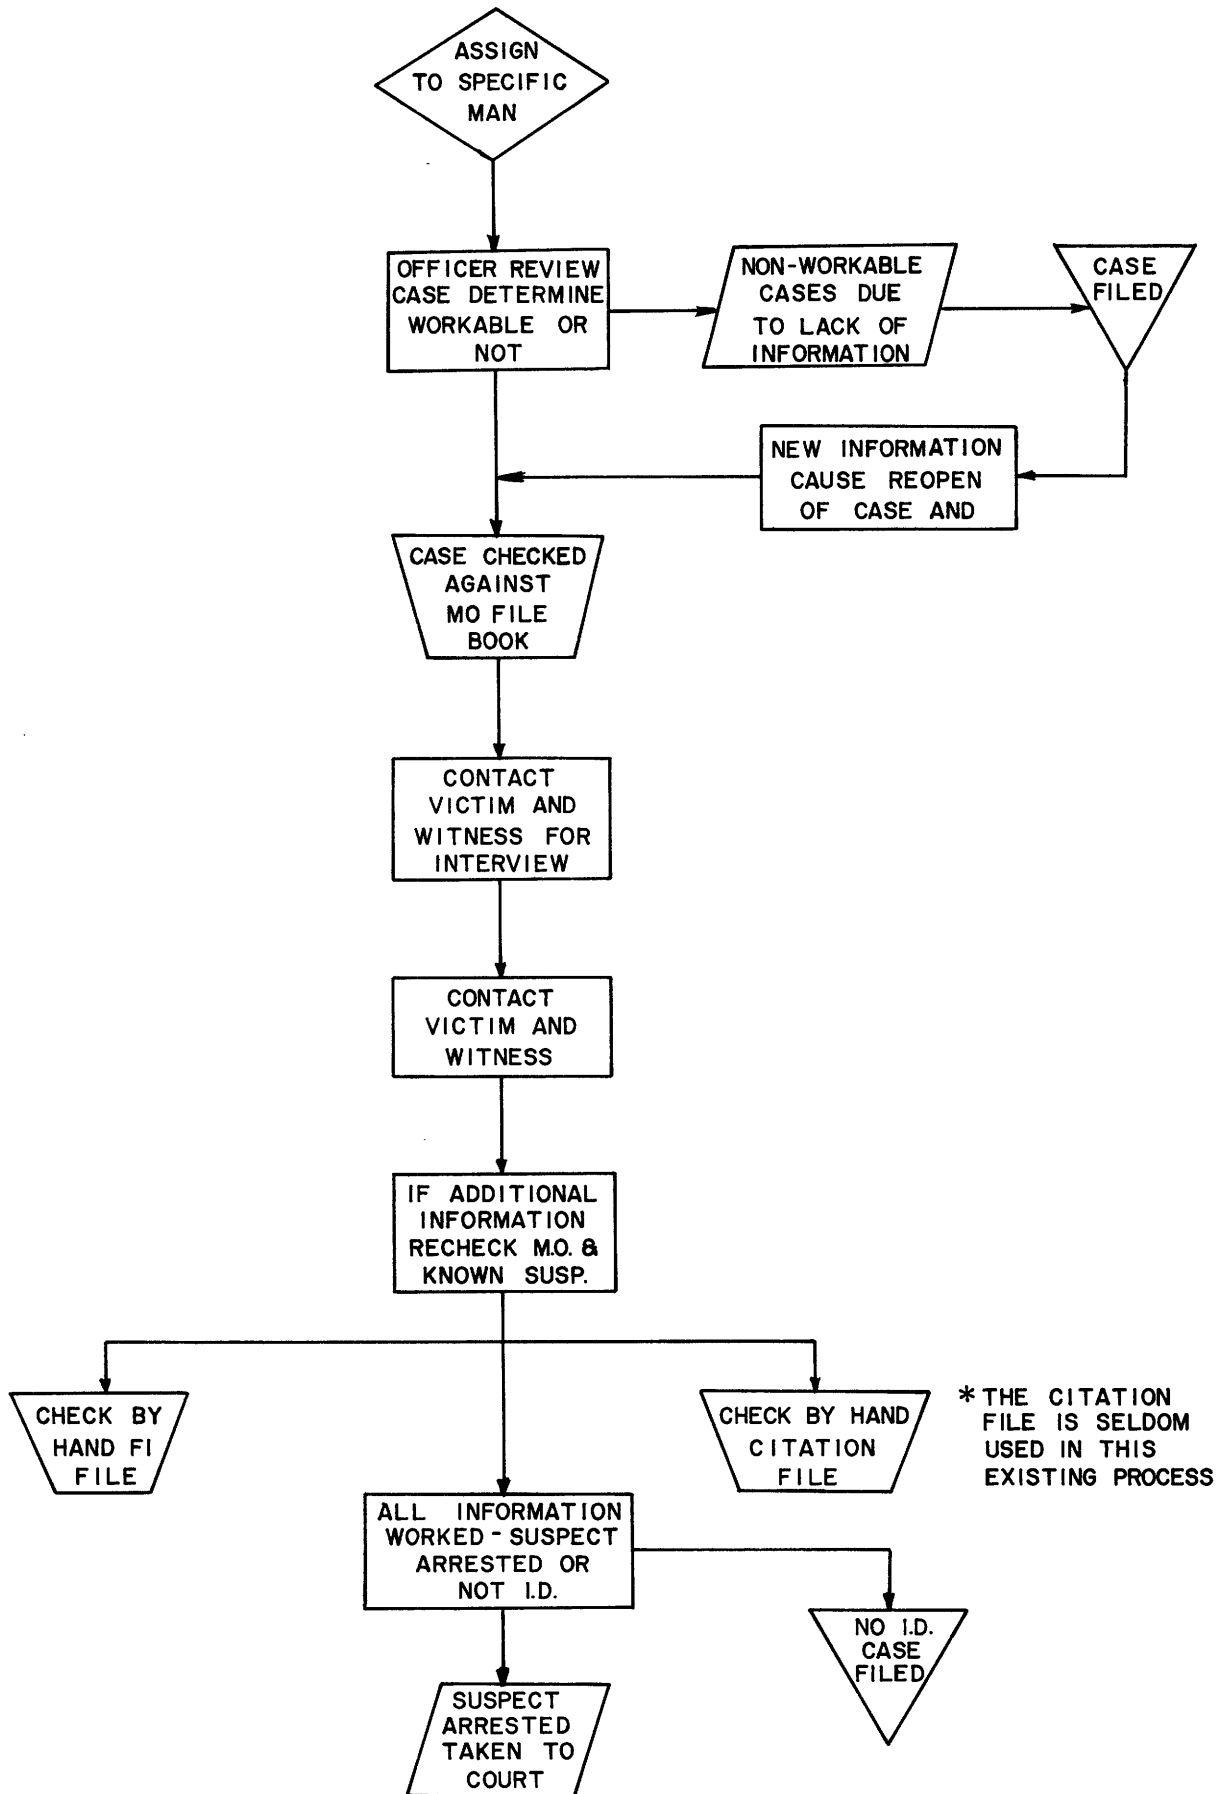 ASSIGN
TO SPECIFIC
MAN
OFFICER REVIEW
CASE DETERMINE
WORKABLE OR
NOT
NON-WORKABLE
CASES DUE
TO LACK OF
INFORMATION
CASE
FILED
NEW INFORMATION
CAUSE REOPEN
OF CASE AND
CASE CHECKED
AGAINST
MO FILE
BOOK
CONTACT
VICTIM AND
WITNESS FOR
INTERVIEW
CONTACT
VICTIM AND
WITNESS
IF ADDITIONAL
INFORMATION
RECHECK M.O. &
KNOWN SUSP.
CHECK BY
HAND FI
FILE
CHECK BY HAND
CITATION
FILE
* THE CITATION
FILE IS SELDOM
USED IN THIS
EXISTING PROCESS
ALL INFORMATION
WORKED - SUSPECT
ARRESTED OR
NOT I.D.
NO I.D.
CASE
FILED
SUSPECT
ARRESTED
TAKEN TO
COURT